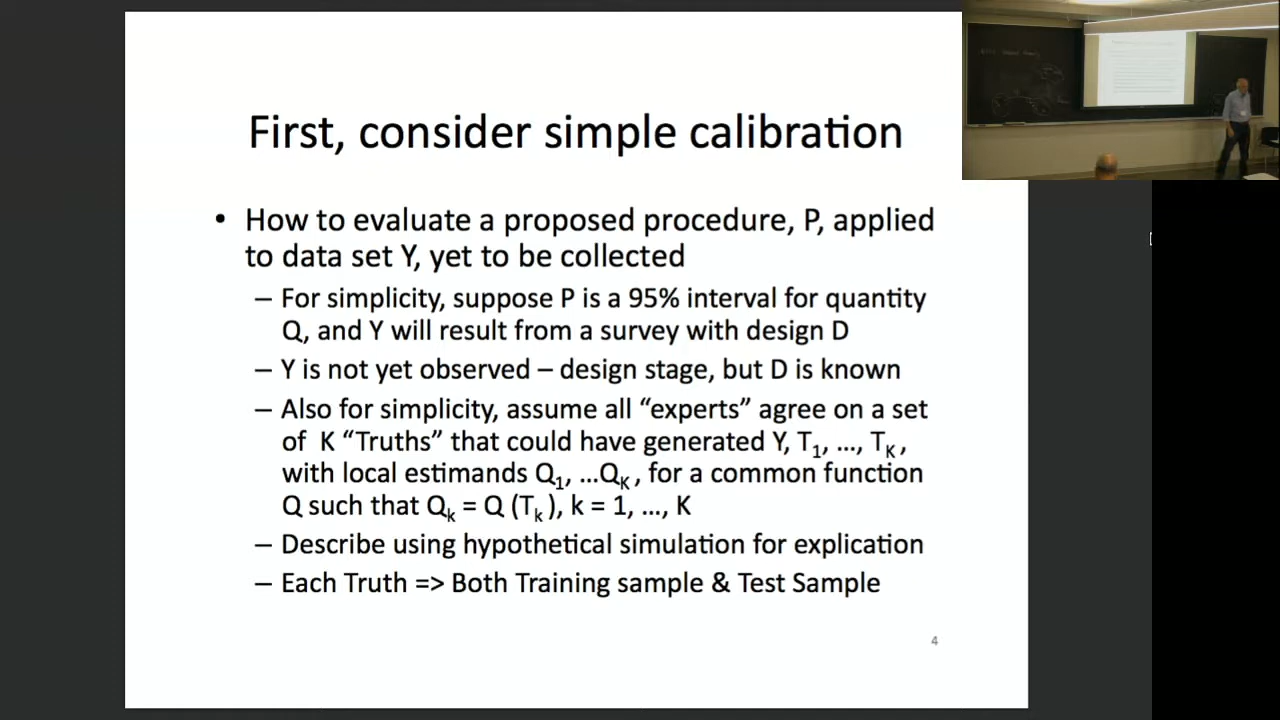 First, consider simple calibration
• How to evaluate a proposed procedure, P, applied
to data set Y, yet to be collected
– For simplicity, suppose P is a 95% interval for quantity
Q, and Y will result from a survey with design D
– Y is not yet observed – design stage, but D is known
– Also for simplicity, assume all “experts” agree on a set
of K “Truths” that could have generated Y, T₁, …, T_K,
with local estimands Q₁, …Q_K, for a common function
Q such that Q_k = Q (T_k), k = 1, …, K
– Describe using hypothetical simulation for explication
– Each Truth => Both Training sample & Test Sample
4